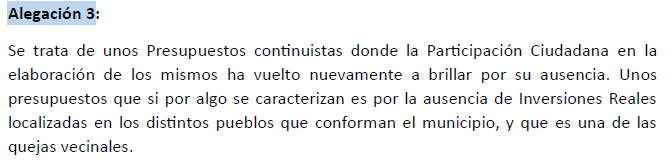 Alegación 3:
Se trata de unos Presupuestos continuistas donde la Participación Ciudadana en la
elaboración de los mismos ha vuelto nuevamente a brillar por su ausencia. Unos
presupuestos que si por algo se caracterizan es por la ausencia de Inversiones Reales
localizadas en los distintos pueblos que conforman el municipio, y que es una de las
quejas vecinales.